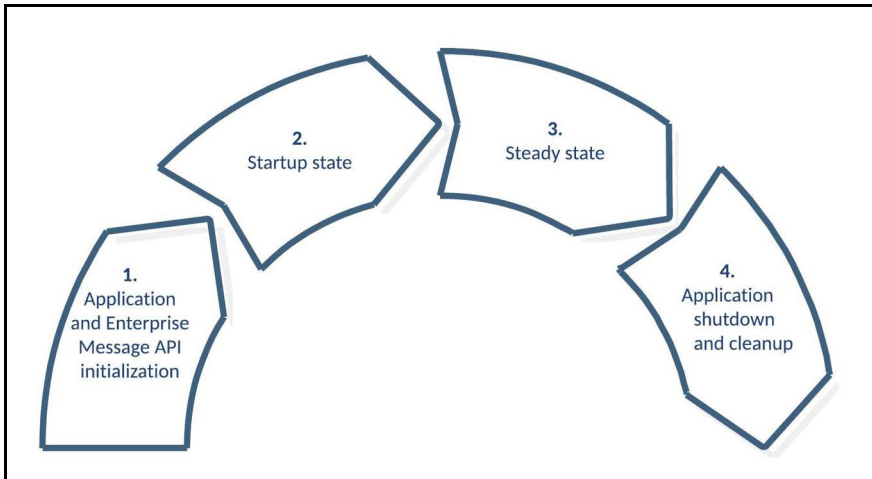 1.
Application
and Enterprise
Message API
initialization
2.
Startup state
3.
Steady state
4.
Application
shutdown
and cleanup